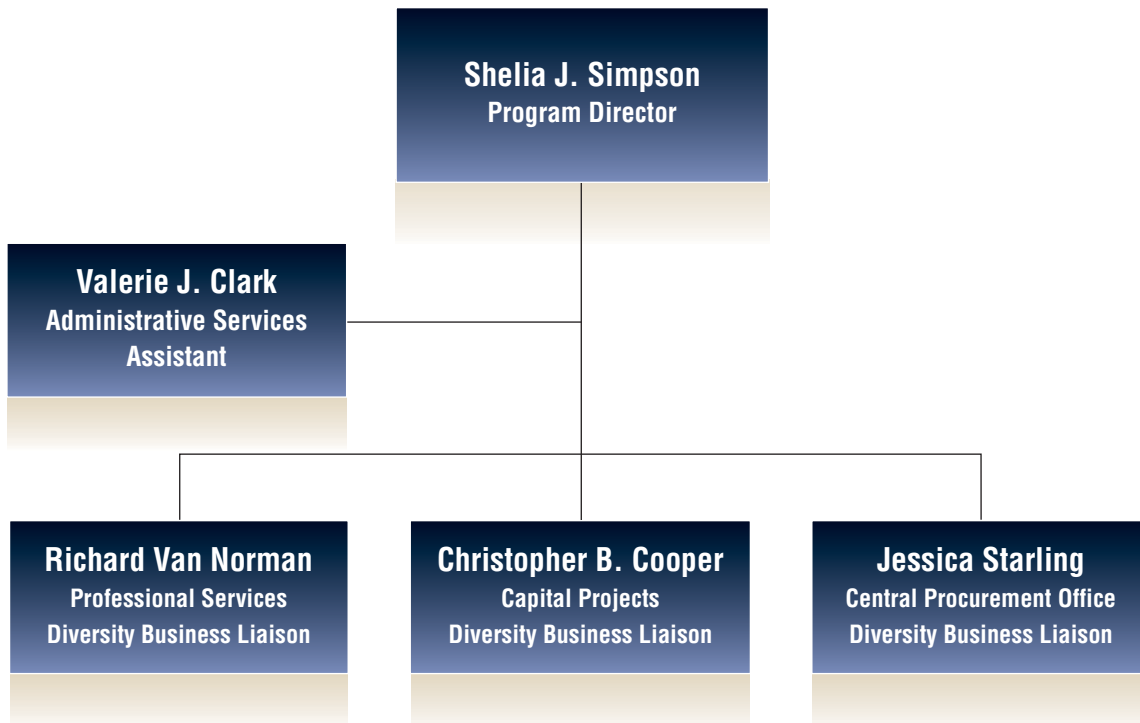 Shelia J. Simpson
Program Director
Valerie J. Clark
Administrative Services
Assistant
Richard Van Norman
Professional Services
Diversity Business Liaison
Christopher B. Cooper
Capital Projects
Diversity Business Liaison
Jessica Starling
Central Procurement Office
Diversity Business Liaison